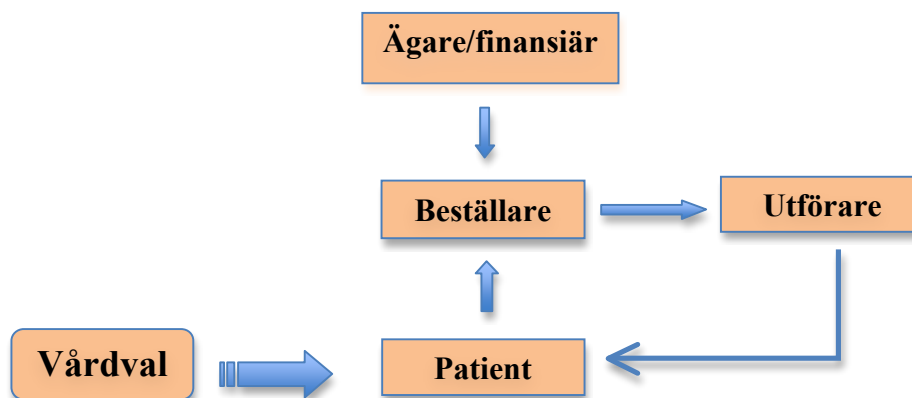 Ägare/finansiär
Beställare
Utförare
Vårdval
Patient